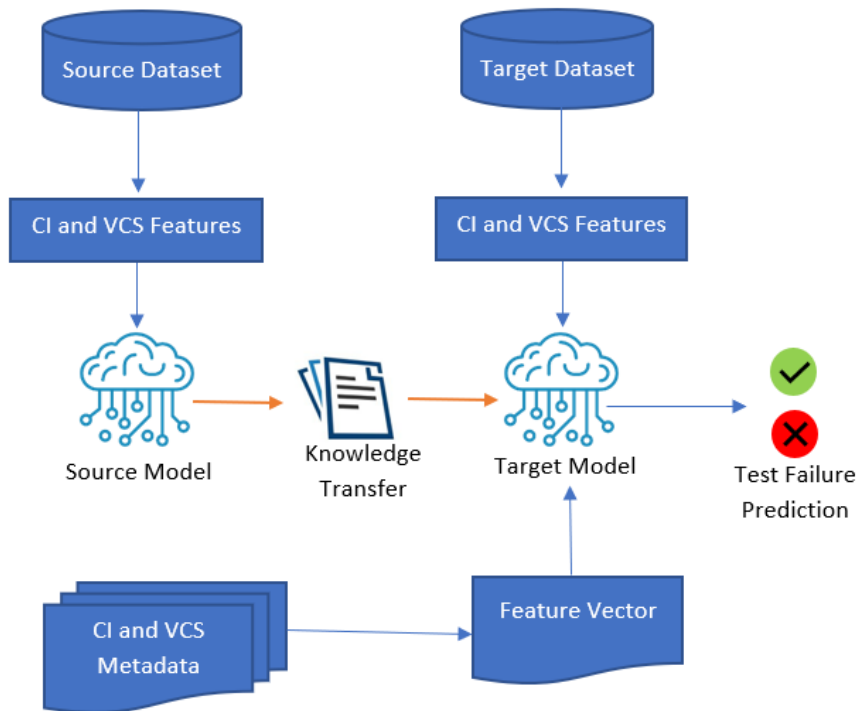 Source Dataset
Target Dataset
CI and VCS Features
CI and VCS Features
Source Model
Knowledge
Transfer
Target Model
Test Failure
Prediction
CI and VCS
Metadata
Feature Vector